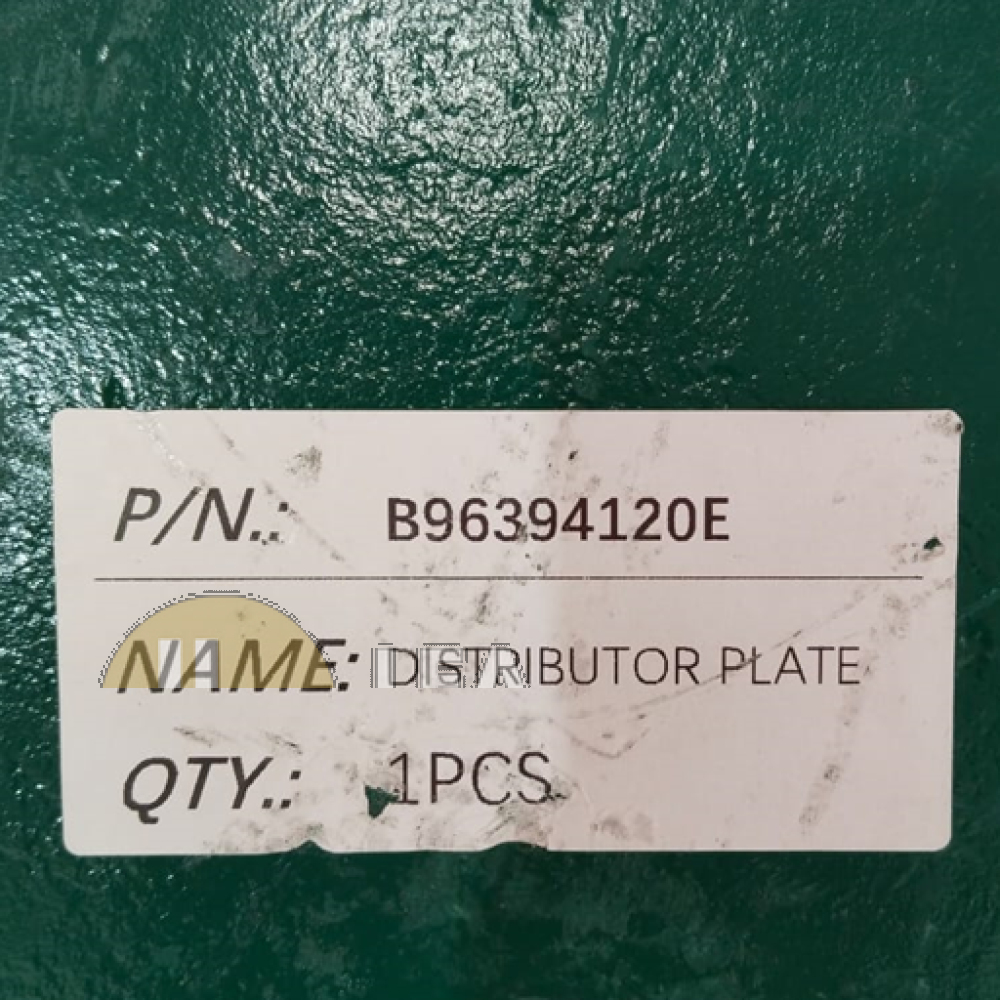 P/N.: B96394120E
NAME: DISTRIBUTOR PLATE
QTY.: 1PCS